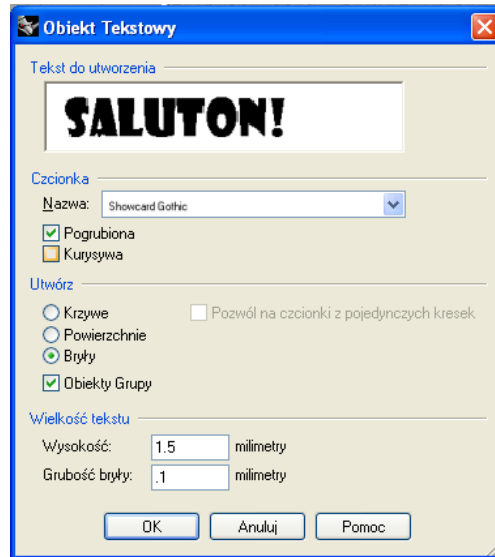 Obiekt Tekstowy
Tekst do utworzenia
SALUTON!
Czcionka
Nazwa: Showcard Gothic
Pogrubiona
Kurysywa
Utwórz
Krzywe Pozwól na czcionki z pojedynczych kresek
Powierzchnie
Bryły
Obiekty Grupy
Wielkość tekstu
Wysokość: 1.5 milimetry
Grubość bryły: .1 milimetry
OK Anuluj Pomoc